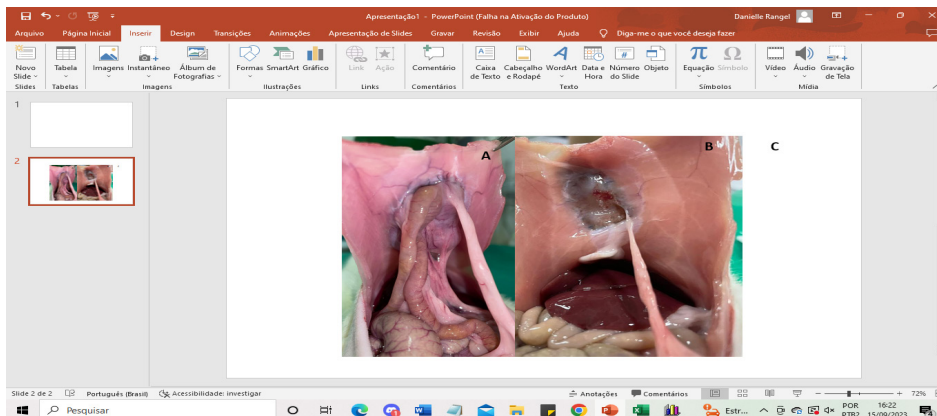 Apresentação1 - PowerPoint (Falha na Ativação do Produto)
Danielle Rangel
Arquivo Página Inicial Inserir Design Transições Animações Apresentação de Slides Gravar Revisão Exibir Ajuda Diga-me o que você deseja fazer
Novo Slide
Tabela
Imagens
Instantâneo
Álbum de Fotografias
Formas
SmartArt
Gráfico
Link
Ação
Comentário
Caixa de Texto
Cabeçalho e Rodapé
WordArt
Data e Hora
Número do Slide
Objeto
Equação
Símbolo
Vídeo
Áudio
Gravação de Tela
Slides Tabelas Imagens Ilustrações Links Comentários Texto Símbolos Mídia
1
2
A B C
Slide 2 de 2 Português (Brasil) Acessibilidade: investigar Anotações Comentários 72%
Pesquisar
Estr...
POR
PTB2
16:22
15/09/2023